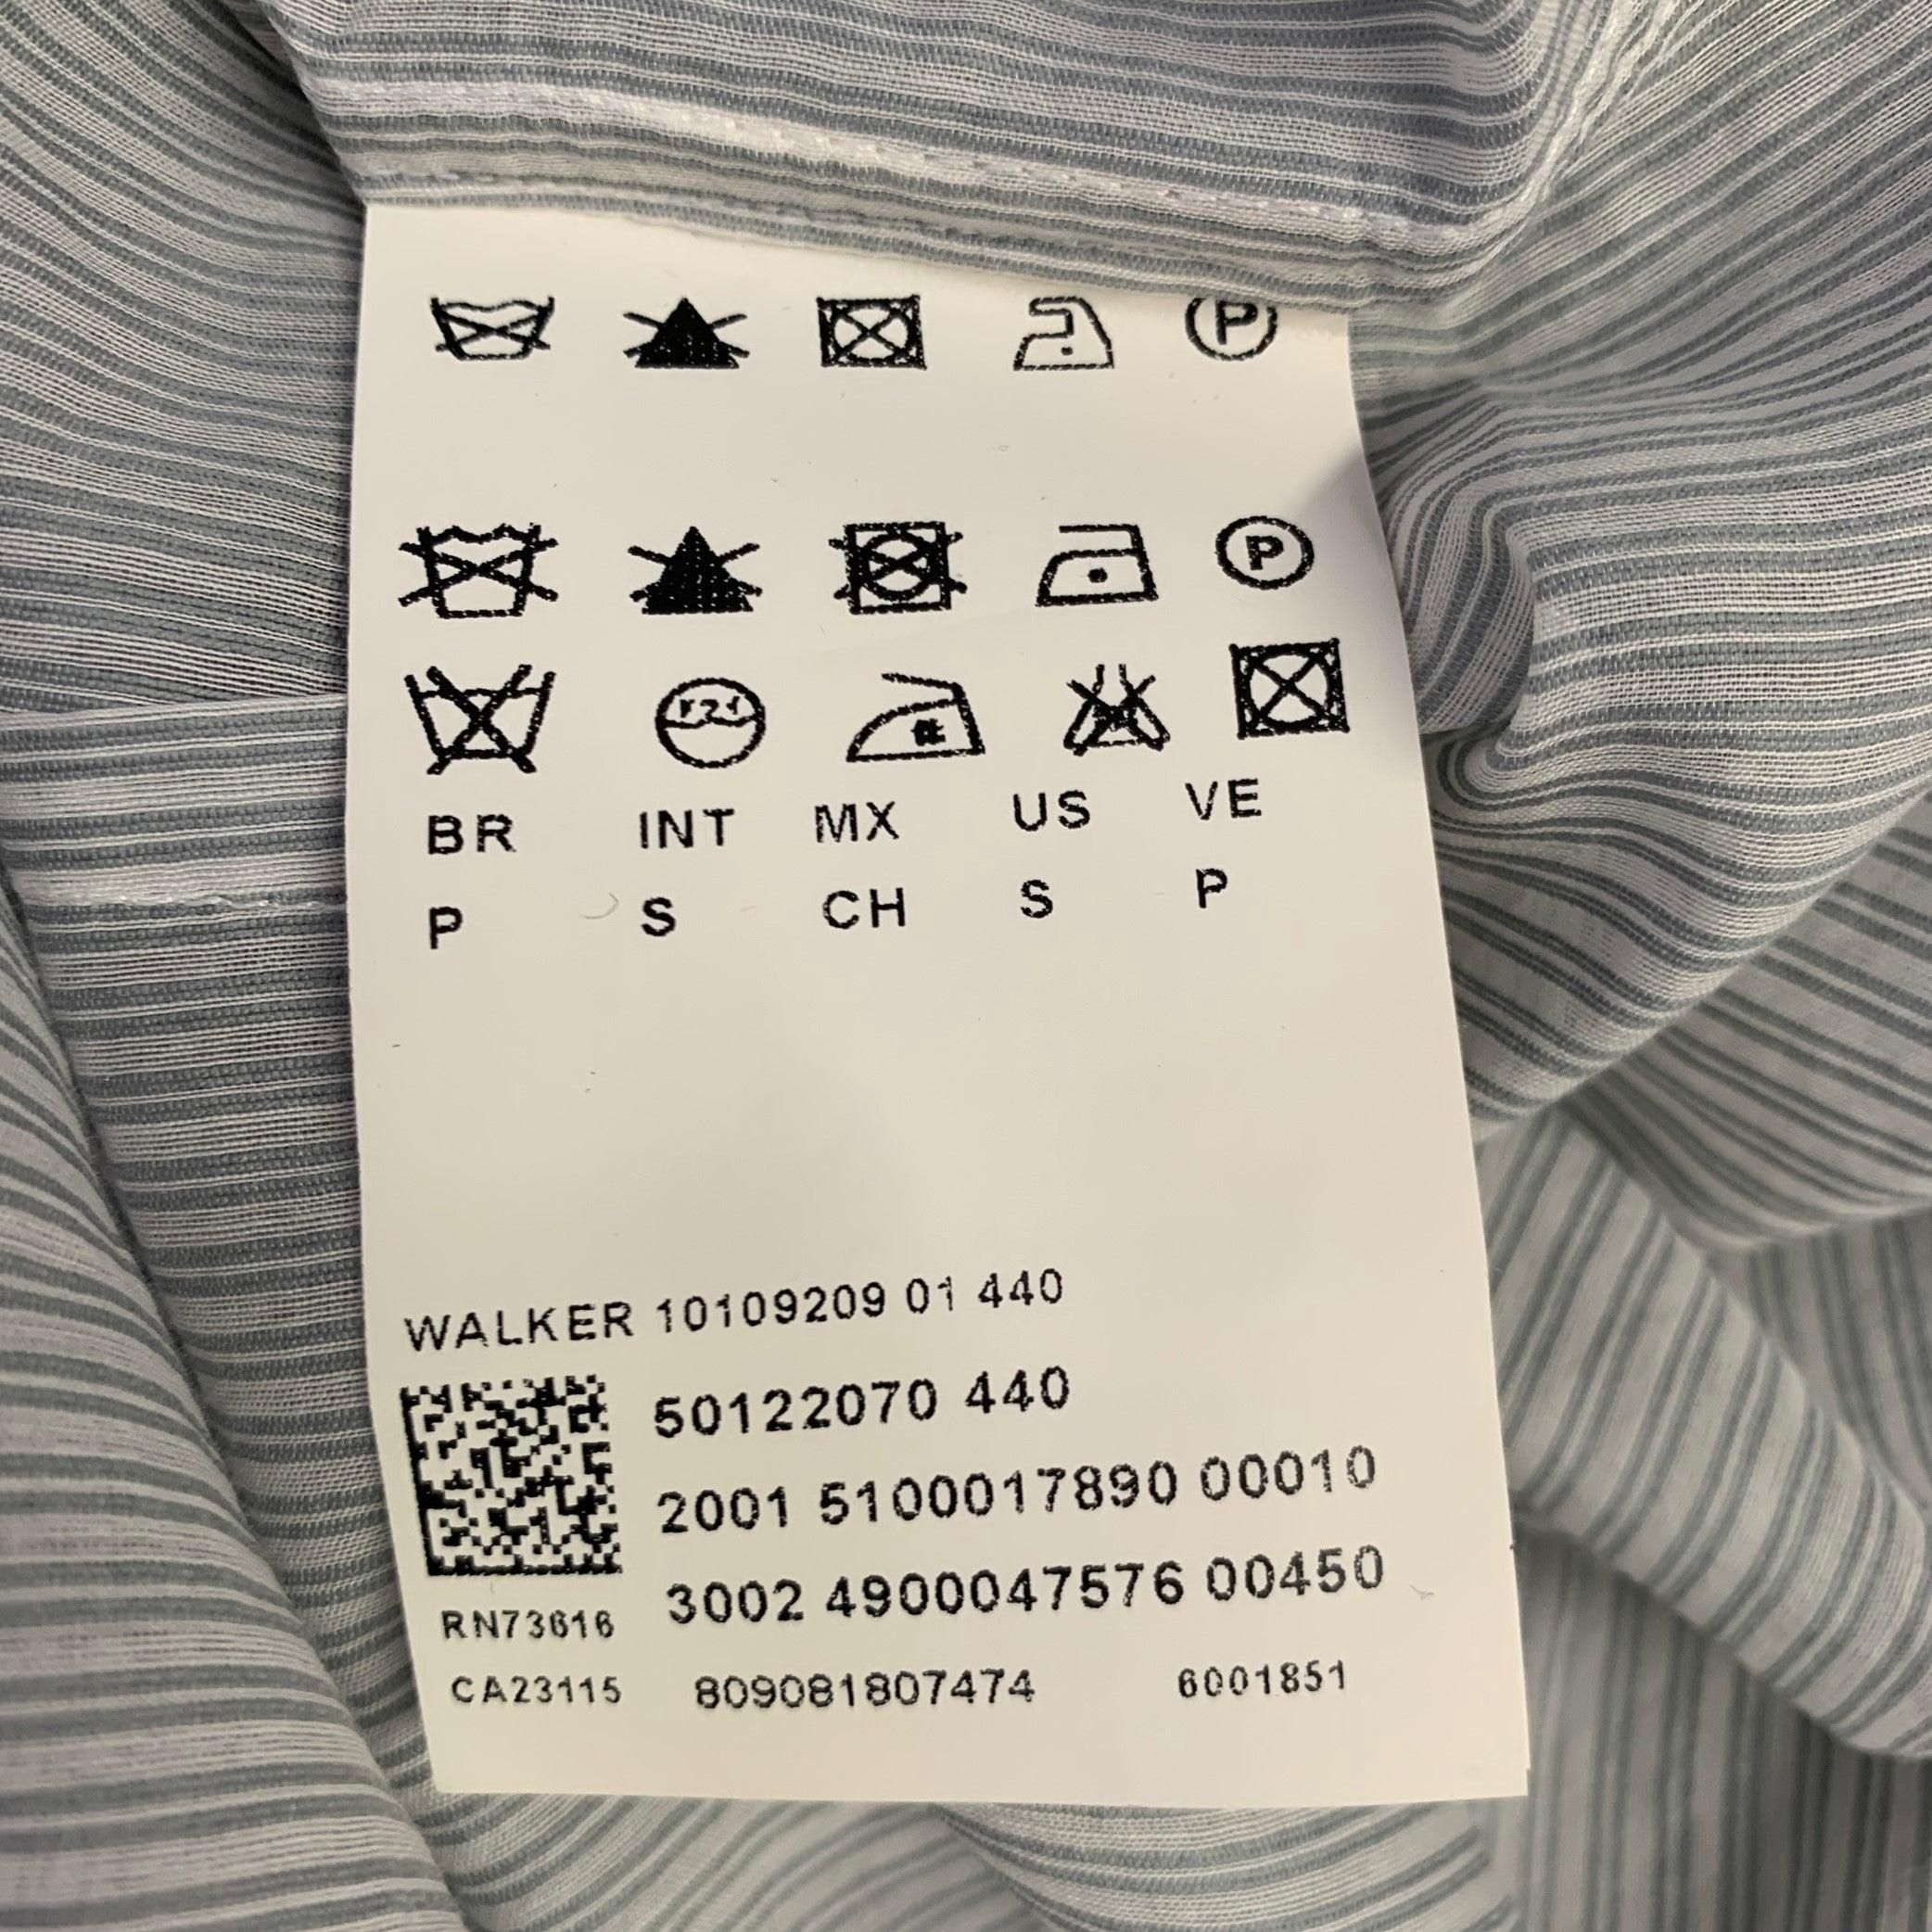 P
P
BR INT MX US VE
P S CH S P
WALKER 10109209 01 440
50122070 440
2001 5100017890 00010
3002 4900047576 00450
RN73616
CA23115 809081807474 6001851